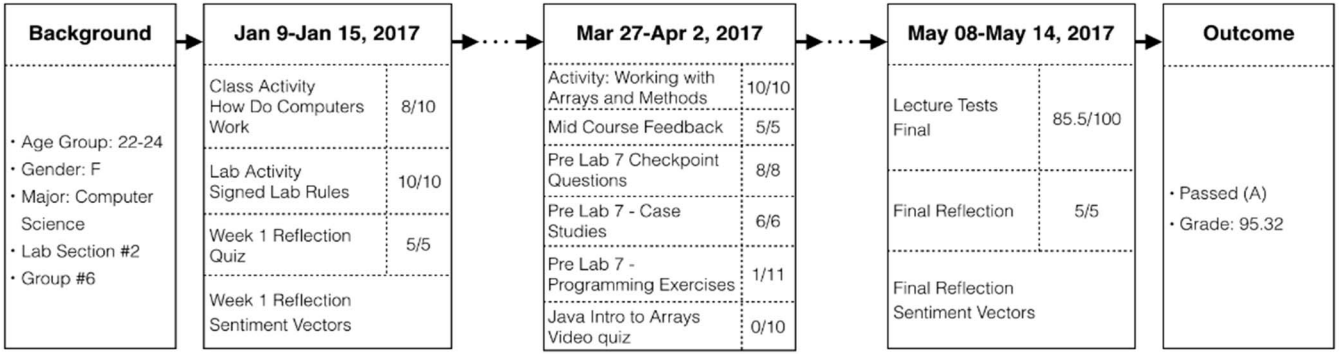 Background
• Age Group: 22-24
• Gender: F
• Major: Computer
Science
• Lab Section #2
• Group #6
Jan 9-Jan 15, 2017
Class Activity
How Do Computers
Work
8/10
Lab Activity
Signed Lab Rules
10/10
Week 1 Reflection
Quiz
5/5
Week 1 Reflection
Sentiment Vectors
Mar 27-Apr 2, 2017
Activity: Working with
Arrays and Methods
10/10
Mid Course Feedback
5/5
Pre Lab 7 Checkpoint
Questions
8/8
Pre Lab 7 - Case
Studies
6/6
Pre Lab 7 -
Programming Exercises
1/11
Java Intro to Arrays
Video quiz
0/10
May 08-May 14, 2017
Lecture Tests
Final
85.5/100
Final Reflection
5/5
Final Reflection
Sentiment Vectors
Outcome
• Passed (A)
• Grade: 95.32